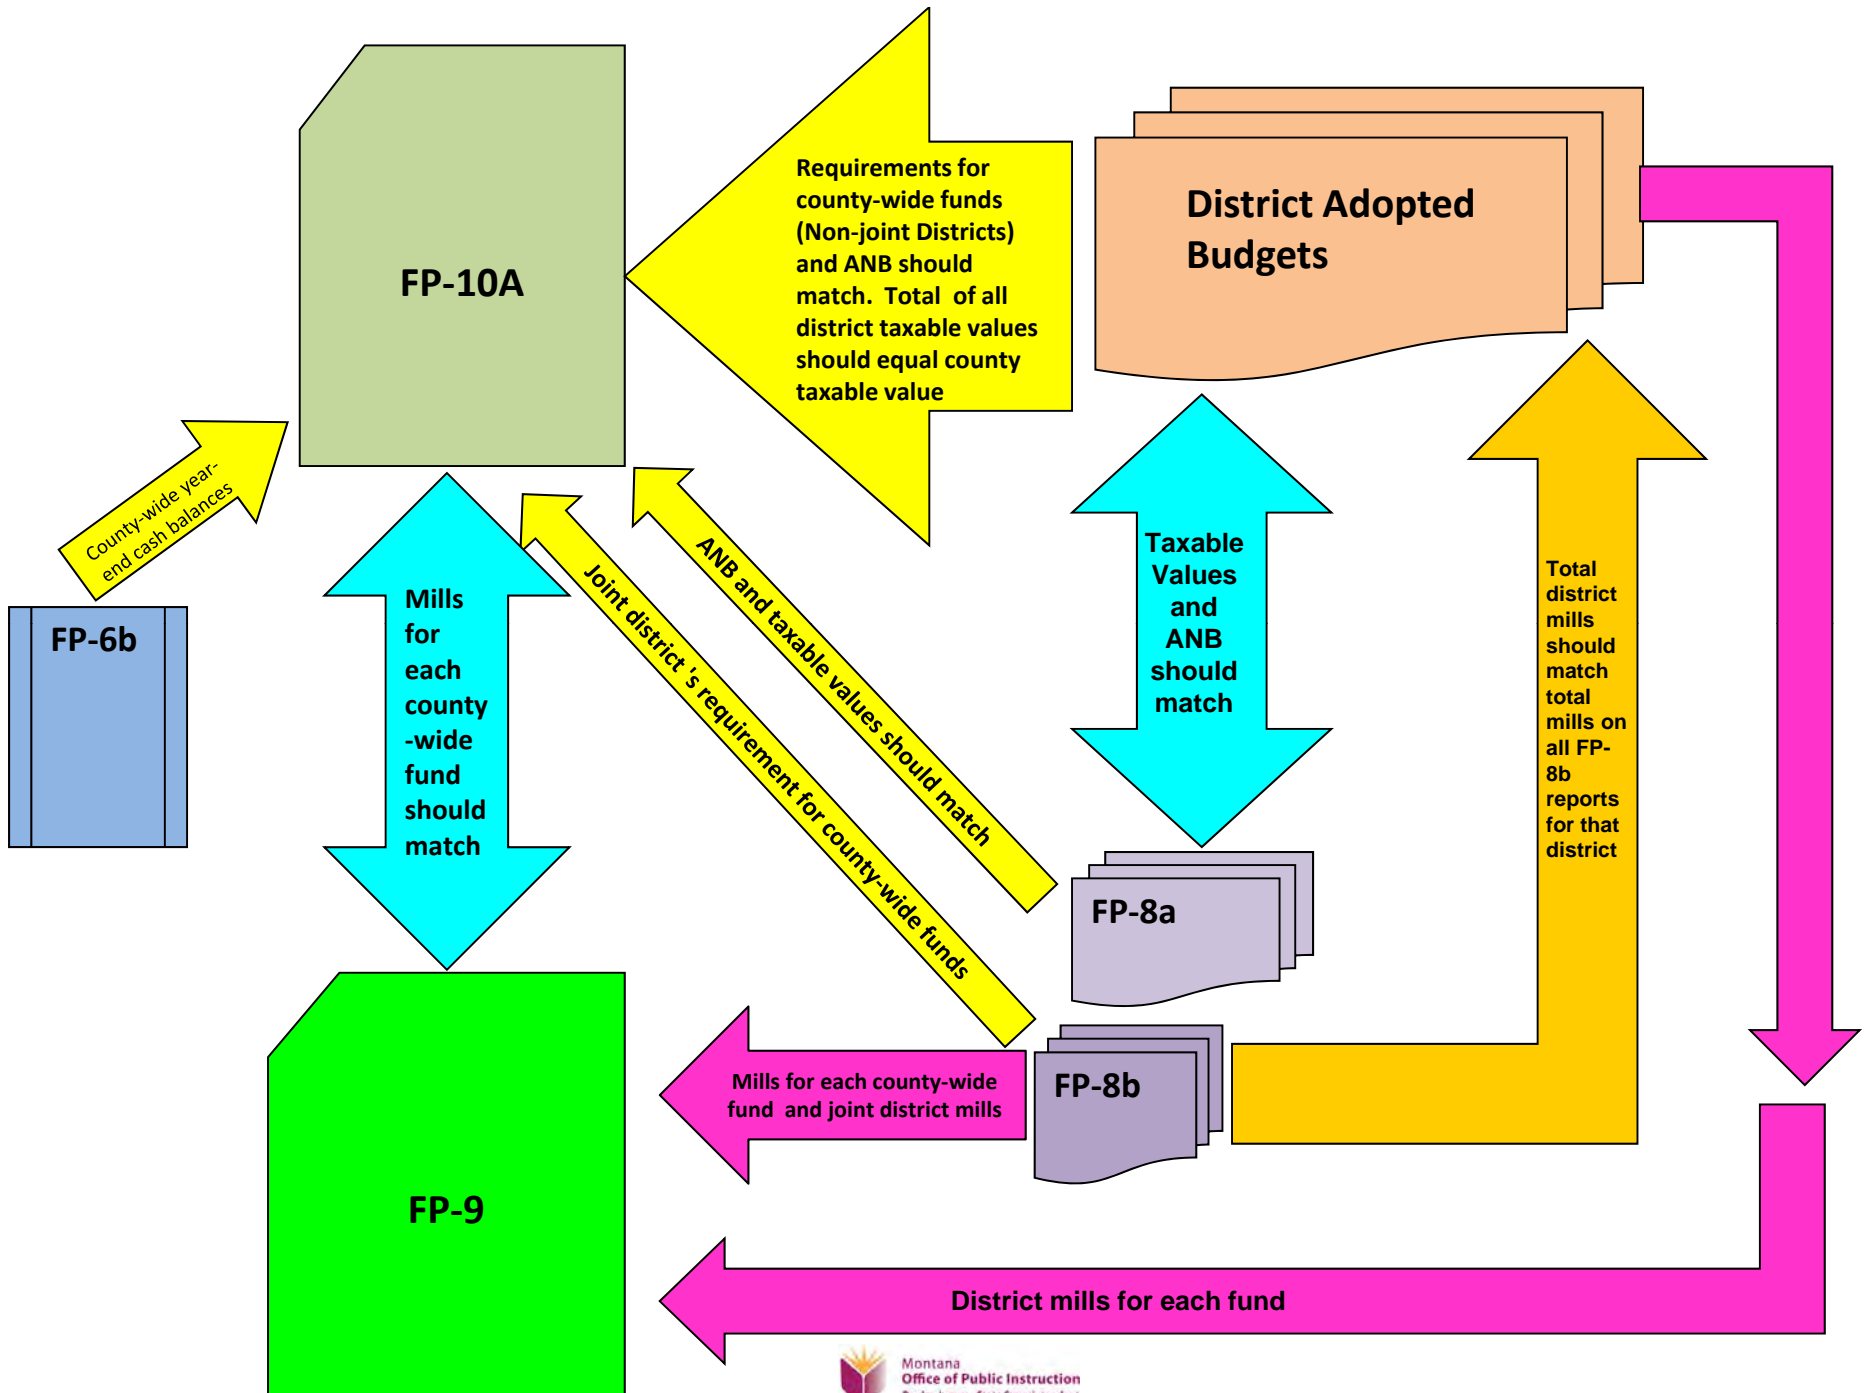 FP-10A
Requirements for
county-wide funds
(Non-joint Districts)
and ANB should
match.  Total  of all
district taxable values
should equal county
taxable value
District Adopted
Budgets
County-wide year-
end cash balances
FP-6b
Mills
for
each
county
-wide
fund
should
match
Joint district 's requirement for county-wide funds
ANB and taxable values should match
Taxable
Values
and
ANB
should
match
Total
district
mills
should
match
total
mills on
all FP-
8b
reports
for that
district
FP-8a
FP-8b
Mills for each county-wide
fund  and joint district mills
FP-9
District mills for each fund
Montana
Office of Public Instruction